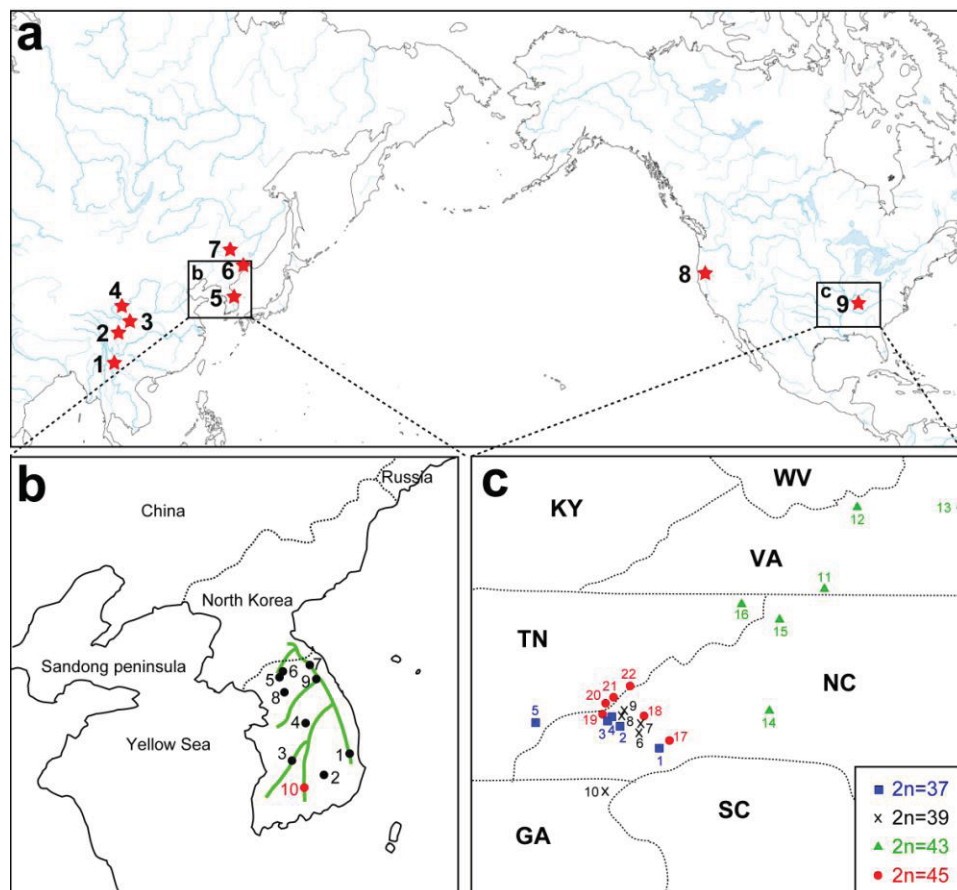 a
7
b
6
5
4
3
2
1
8
c
9
b
Russia
China
North Korea
Sandong peninsula
7
6
5
9
8
4
Yellow Sea
1
3
2
10
c
WV
KY
12
13
VA
11
16
15
TN
22
21
NC
20
9
5
19
18
14
8
3
4
2
7
6
17
1
10
SC
GA
2n=37
2n=39
2n=43
2n=45